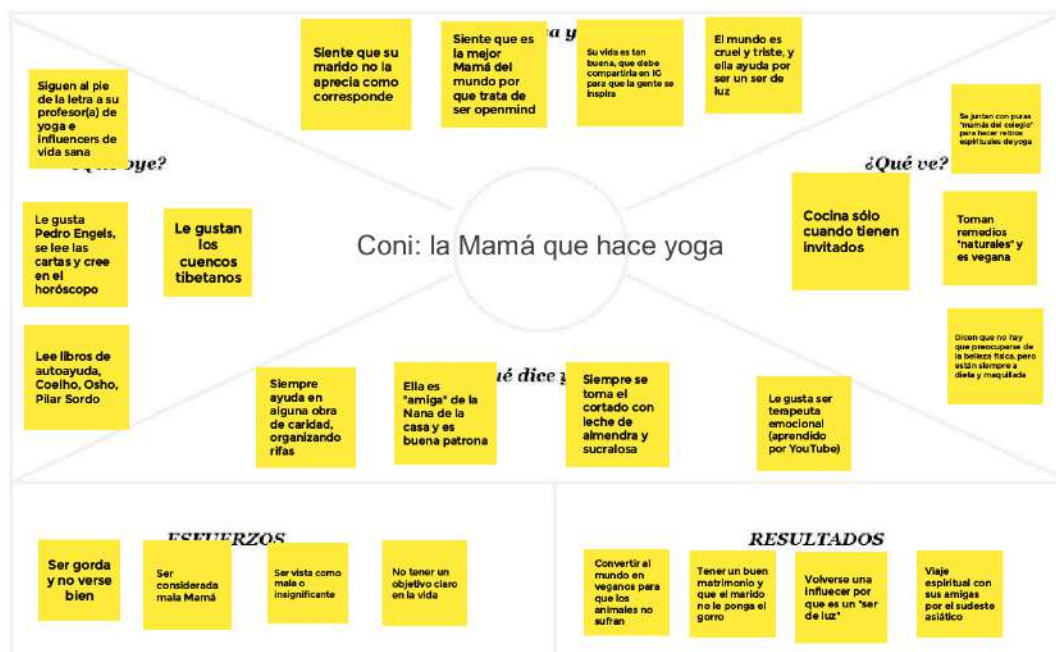 Siente que su
marido no la
aprecia como
corresponde
Siente que es
la mejor
Mamá del
mundo por
que trata de
ser openmind
a y
Su vida es tan
buena, que debe
compartirla en IG
para que la gente se
inspira
El mundo es
cruel y triste, y
ella ayuda por
ser un ser de
luz
Siguen al pie
de la letra a su
profesor(a) de
yoga e
influencers de
vida sana
oye?
Le gusta
Pedro Engels,
se lee las
cartas y cree
en el
horóscopo
Le gustan
los
cuencos
tibetanos
Lee libros de
autoayuda,
Coelho, Osho,
Pilar Sordo
Coni: la Mamá que hace yoga
¿Qué ve?
Se juntan con puras
"mamás del colegio"
para hacer retiros
espirituales de yoga
Cocina sólo
cuando tienen
invitados
Toman
remedios
"naturales" y
es vegana
Dicen que no hay
que preocuparse de
la belleza física, pero
están siempre a
dieta y maquillada
ué dice y
Siempre
ayuda en
alguna obra
de caridad,
organizando
rifas
Ella es
"amiga" de la
Nana de la
casa y es
buena patrona
Siempre se
toma el
cortado con
leche de
almendra y
sucralosa
Le gusta ser
terapeuta
emocional
(aprendido
por YouTube)
ESFUERZOS
Ser gorda
y no verse
bien
Ser
considerada
mala Mamá
Ser vista como
mala o
insignificante
No tener un
objetivo claro
en la vida
RESULTADOS
Convertir al
mundo en
veganos para
que los
animales no
sufran
Tener un buen
matrimonio y
que el marido
no le ponga el
gorro
Volverse una
influecer por
que es un "ser
de luz"
Viaje
espiritual con
sus amigas
por el sudeste
asiático